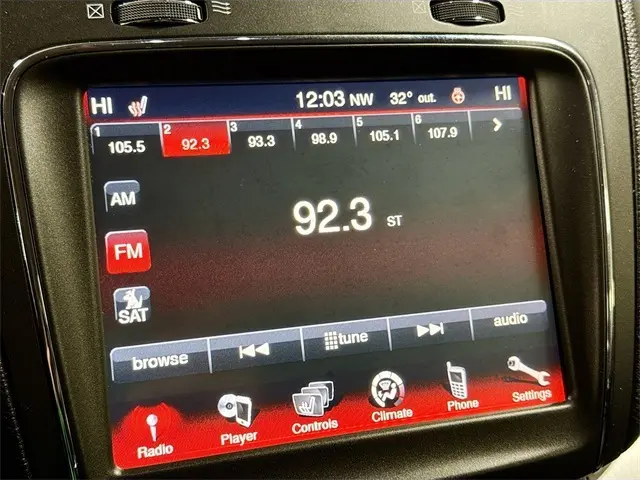 HI 12:03 NW 32° out. HI
1 2 3 4 5 6
105.5 92.3 93.3 98.9 105.1 107.9 >
AM
92.3 ST
FM
SAT
browse tune audio
Radio Player Controls Climate Phone Settings